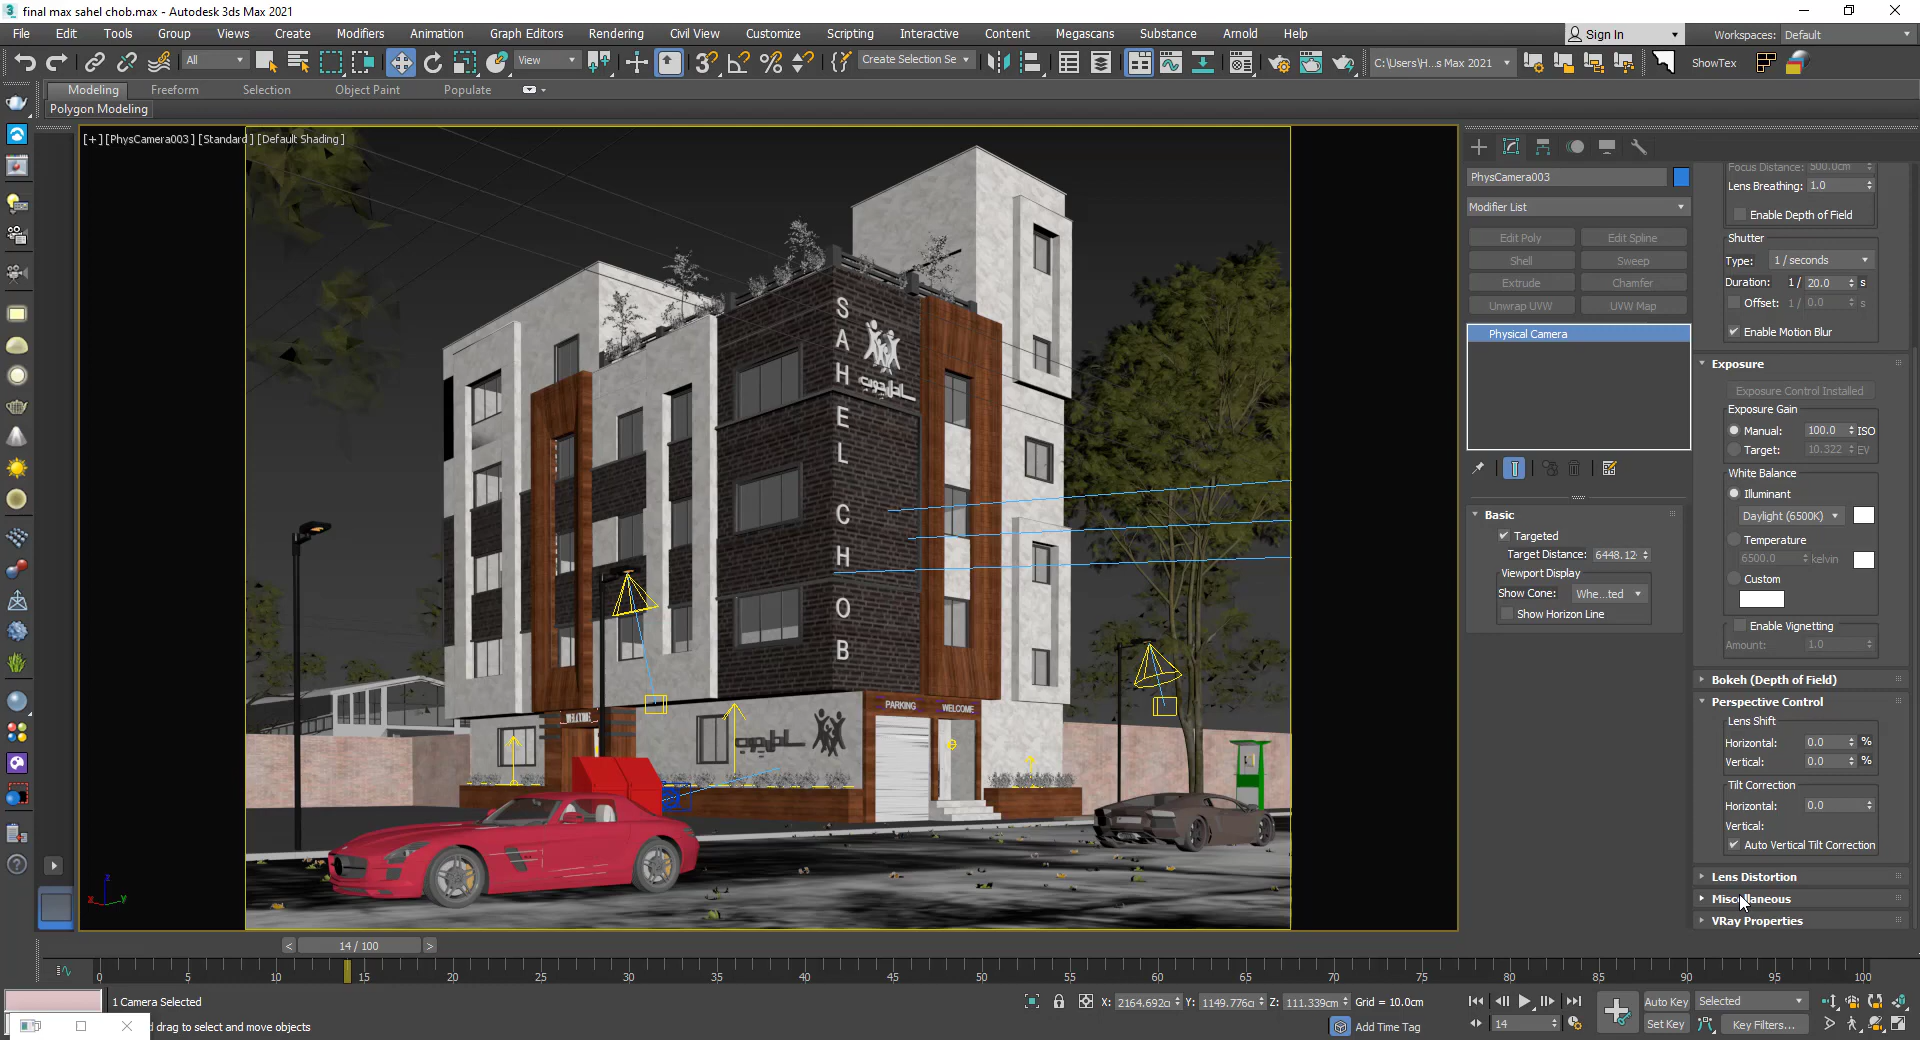 final max sahel chob.max - Autodesk 3ds Max 2021
File Edit Tools Group Views Create Modifiers Animation Graph Editors Rendering Civil View Customize Scripting Interactive Content Megascans Substance Arnold Help
Sign In Workspaces: Default
All View Create Selection Se C:\Users\H...s Max 2021 ShowTex
Modeling Freeform Selection Object Paint Populate
Polygon Modeling
[+] [PhysCamera003] [Standard] [Default Shading]
SAHEL CHOB
WELCOME
PARKING WELCOME
PhysCamera003
Modifier List
Edit Poly Edit Spline
Shell Sweep
Extrude Chamfer
Unwrap UVW UVW Map
Physical Camera
Basic
Targeted
Target Distance: 6448.12
Viewport Display
Show Cone: Whe...ted
Show Horizon Line
Focus Distance: 500.0cm
Lens Breathing: 1.0
Enable Depth of Field
Shutter
Type: 1 / seconds
Duration: 1 / 20.0 s
Offset: 1 / 0.0 s
Enable Motion Blur
Exposure
Exposure Control Installed
Exposure Gain
Manual: 100.0 ISO
Target: 10.322 EV
White Balance
Illuminant
Daylight (6500K)
Temperature
6500.0 kelvin
Custom
Enable Vignetting
Amount: 1.0
Bokeh (Depth of Field)
Perspective Control
Lens Shift
Horizontal: 0.0 %
Vertical: 0.0 %
Tilt Correction
Horizontal: 0.0
Vertical:
Auto Vertical Tilt Correction
Lens Distortion
Miscellaneous
VRay Properties
< 14 / 100 >
0 5 10 15 20 25 30 35 40 45 50 55 60 65 70 75 80 85 90 95 100
1 Camera Selected X: 2164.692c Y: 1149.776c Z: 111.339cm Grid = 10.0cm Auto Key Selected
d drag to select and move objects Add Time Tag 14 Set Key Key Filters...
x y z